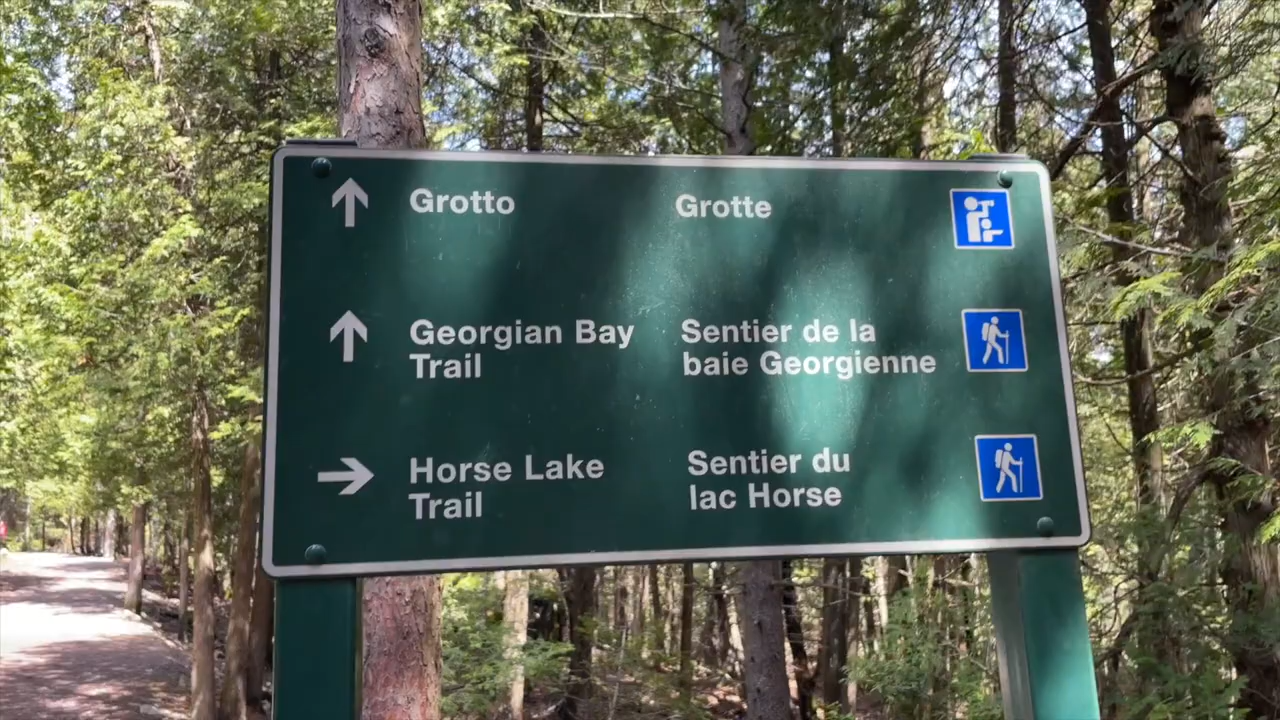 Grotto Grotte
Georgian Bay Sentier de la
Trail baie Georgienne
Horse Lake Sentier du
Trail lac Horse